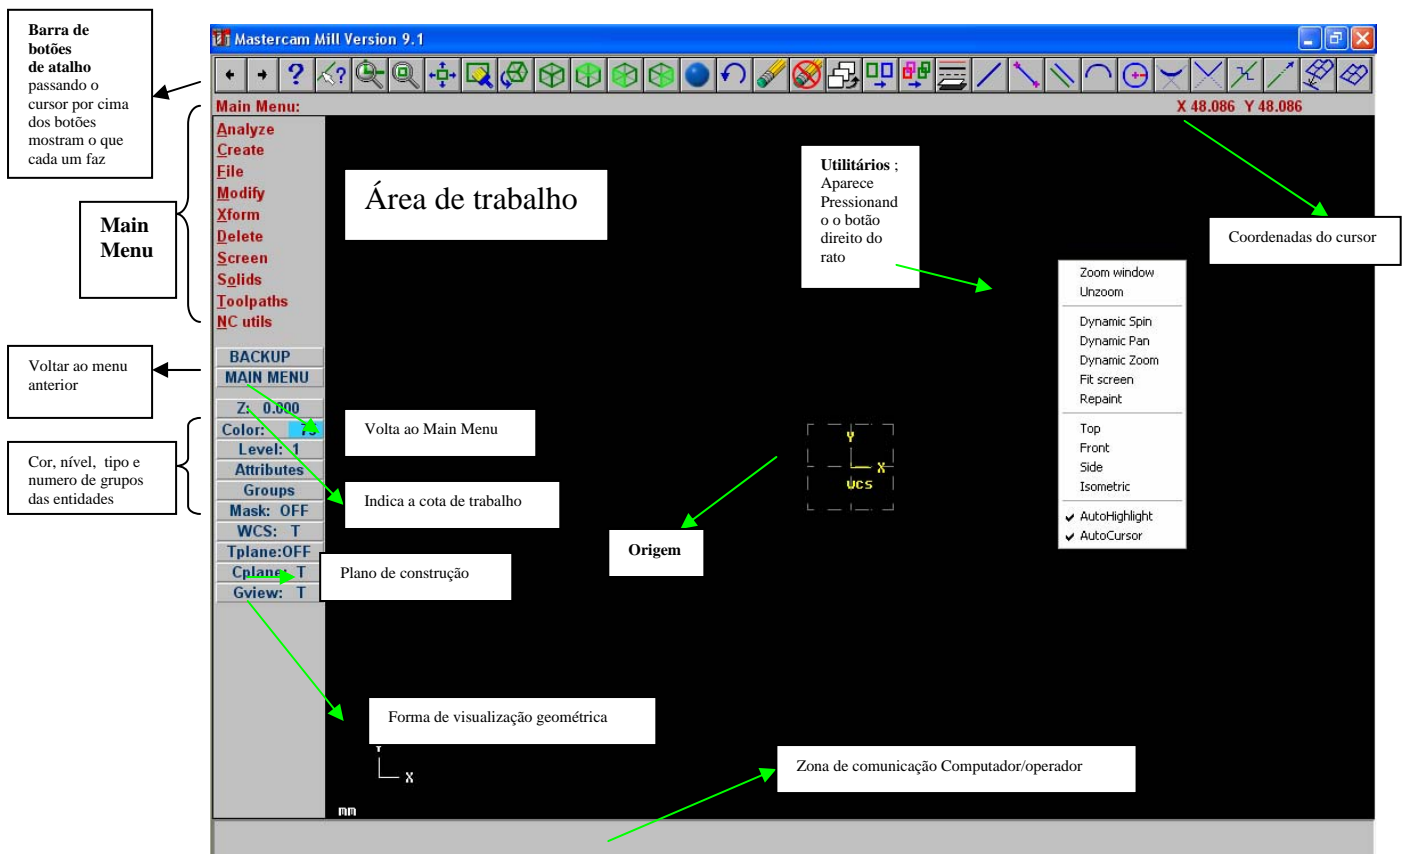 Barra de
botões
de atalho
passando o
cursor por cima
dos botões
mostram o que
cada um faz
Main
Menu
Voltar ao menu
anterior
Cor, nível, tipo e
numero de grupos
das entidades
Mastercam Mill Version 9.1
Main Menu:
X 48.086 Y 48.086
Analyze
Create
File
Modify
Xform
Delete
Screen
Solids
Toolpaths
NC utils
BACKUP
MAIN MENU
Z: 0.000
Color:
Level: 1
Attributes
Groups
Mask: OFF
WCS: T
Tplane:OFF
Cplane: T
Gview: T
Área de trabalho
Utilitários ;
Aparece
Pressionand
o o botão
direito do
rato
Coordenadas do cursor
Zoom window
Unzoom
Dynamic Spin
Dynamic Pan
Dynamic Zoom
Fit screen
Repaint
Top
Front
Side
Isometric
AutoHighlight
AutoCursor
Volta ao Main Menu
Indica a cota de trabalho
Plano de construção
Y
X
WCS
Origem
Forma de visualização geométrica
Zona de comunicação Computador/operador
X
mm